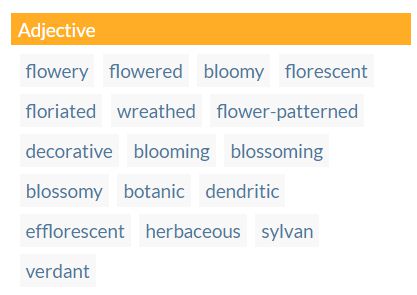 Adjective
flowery flowered bloomy florescent
floriated wreathed flower-patterned
decorative blooming blossoming
blossomy botanic dendritic
efflorescent herbaceous sylvan
verdant